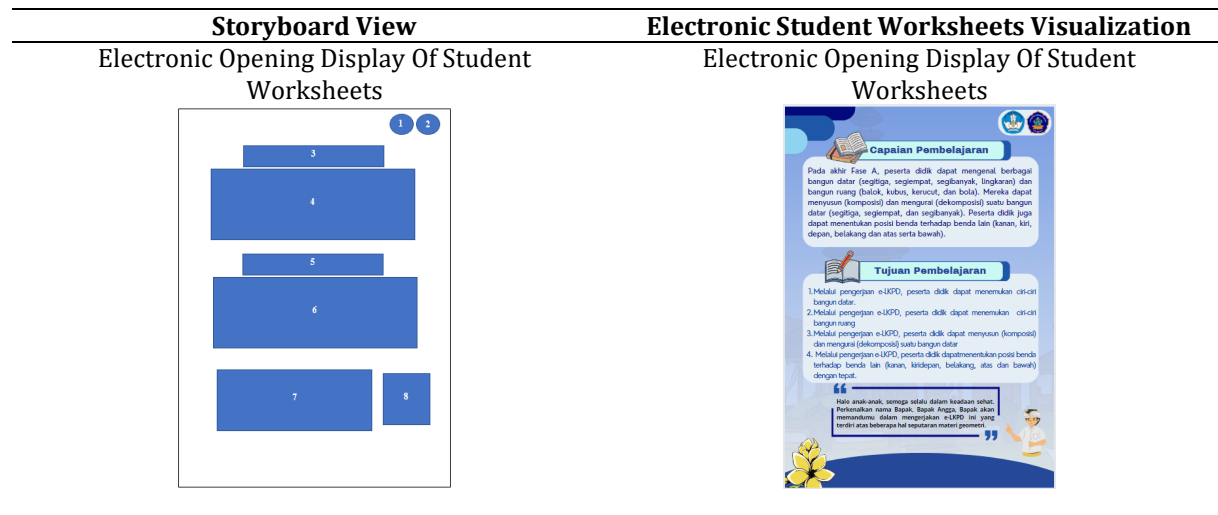 Storyboard View
Electronic Student Worksheets Visualization
Electronic Opening Display Of Student
Worksheets
Electronic Opening Display Of Student
Worksheets
1 2
3
4
5
6
7
8
Capaian Pembelajaran
Pada akhir Fase A, peserta didik dapat mengenal berbagai
bangun datar (segitiga, segiempat, segibanyak, lingkaran) dan
bangun ruang (balok, kubus, kerucut, dan bola). Mereka dapat
menyusun (komposisi) dan mengurai (dekomposisi) suatu bangun
datar (segitiga, segiempat, dan segibanyak). Peserta didik juga
dapat menentukan posisi benda terhadap benda lain (kanan, kiri,
depan, belakang dan atas serta bawah).
Tujuan Pembelajaran
1.Melalui pengerjaan e-LKPD, peserta didik dapat menemukan ciri-ciri
bangun datar.
2.Melalui pengerjaan e-LKPD, peserta didik dapat menemukan ciri-ciri
bangun ruang
3.Melalui pengerjaan e-LKPD, peserta didik dapat menyusun (komposisi)
dan mengurai (dekomposisi) suatu bangun datar
4. Melalui pengerjaan e-LKPD, peserta didik dapatmenentukan posisi benda
terhadap benda lain (kanan, kiridepan, belakang, atas dan bawah)
dengan tepat.
Halo anak-anak, semoga selalu dalam keadaan sehat.
Perkenalkan nama Bapak, Bapak Angga, Bapak akan
memandumu dalam mengerjakan e-LKPD ini yang
terdiri atas beberapa hal seputaran materi geometri.